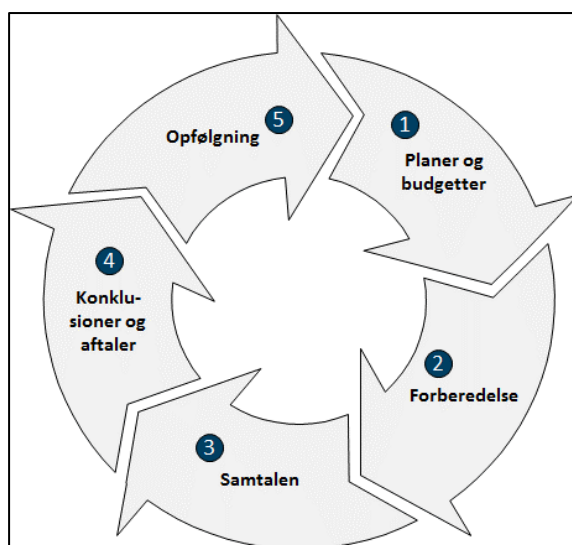 1
Planer og
budgetter
2
Forberedelse
3
Samtalen
4
Konklu-
sioner og
aftaler
5
Opfølgning